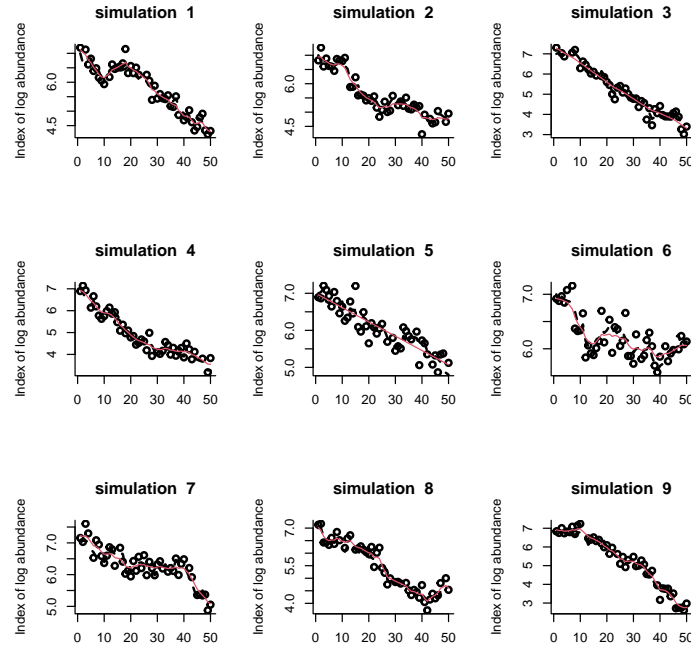 simulation 1
Index of log abundance
6.0
4.5
0 10 20 30 40 50
simulation 2
Index of log abundance
6.0
4.5
0 10 20 30 40 50
simulation 3
Index of log abundance
7
6
5
4
3
0 10 20 30 40 50
simulation 4
Index of log abundance
7
6
5
4
0 10 20 30 40 50
simulation 5
Index of log abundance
7.0
6.0
5.0
0 10 20 30 40 50
simulation 6
Index of log abundance
7.0
6.0
0 10 20 30 40 50
simulation 7
Index of log abundance
7.0
6.0
5.0
0 10 20 30 40 50
simulation 8
Index of log abundance
7.0
5.5
4.0
0 10 20 30 40 50
simulation 9
Index of log abundance
7
6
5
4
3
0 10 20 30 40 50